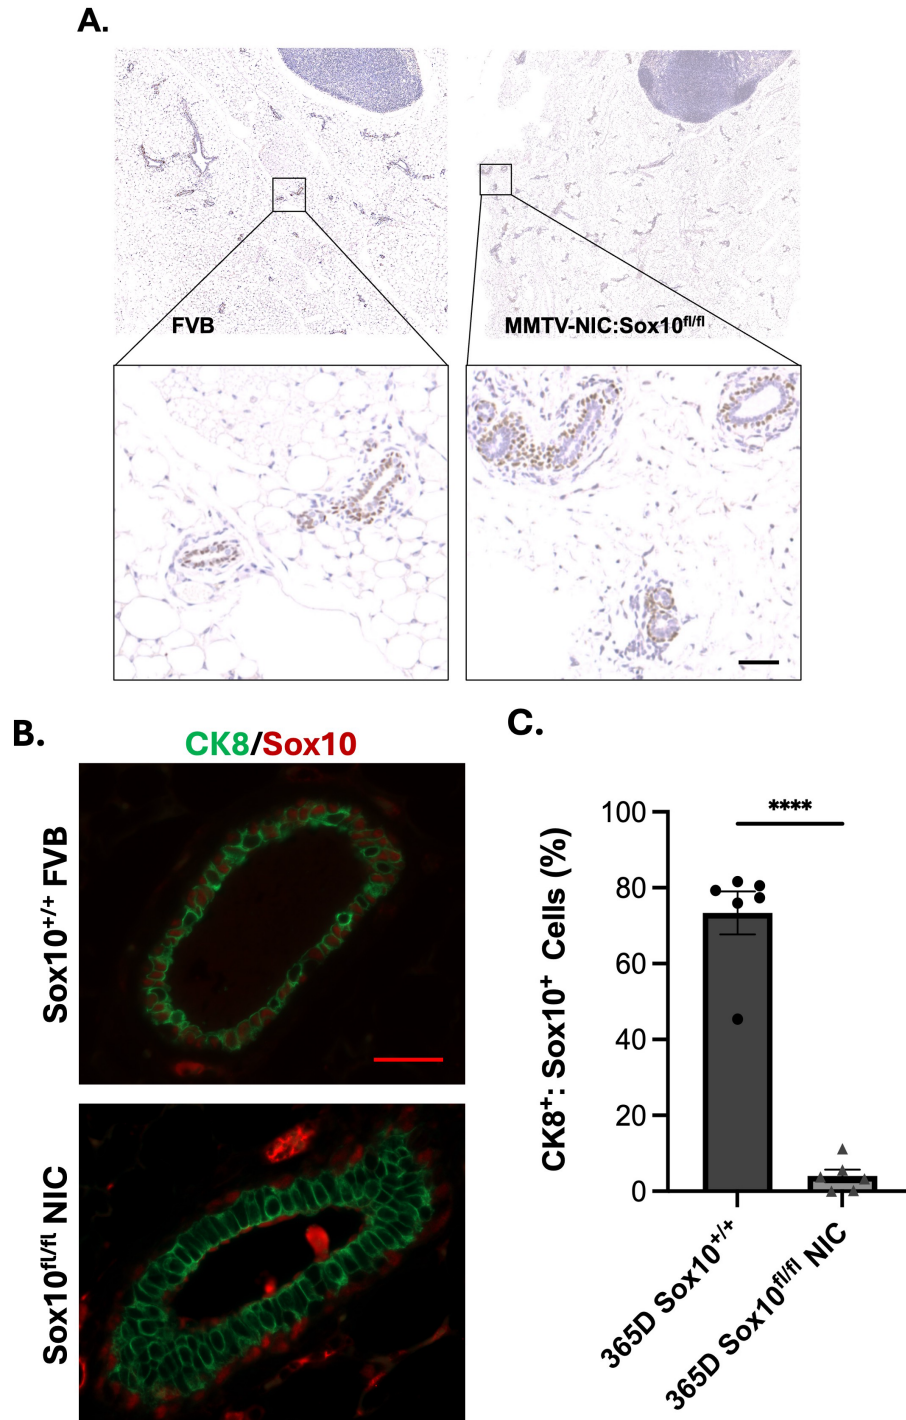 A.
FVB
MMTV-NIC:Sox10fl/fl
B.
CK8/Sox10
Sox10+/+ FVB
Sox10fl/fl NIC
C.
****
CK8+: Sox10+ Cells (%)
100
80
60
40
20
0
365D Sox10+/+
365D Sox10fl/fl NIC